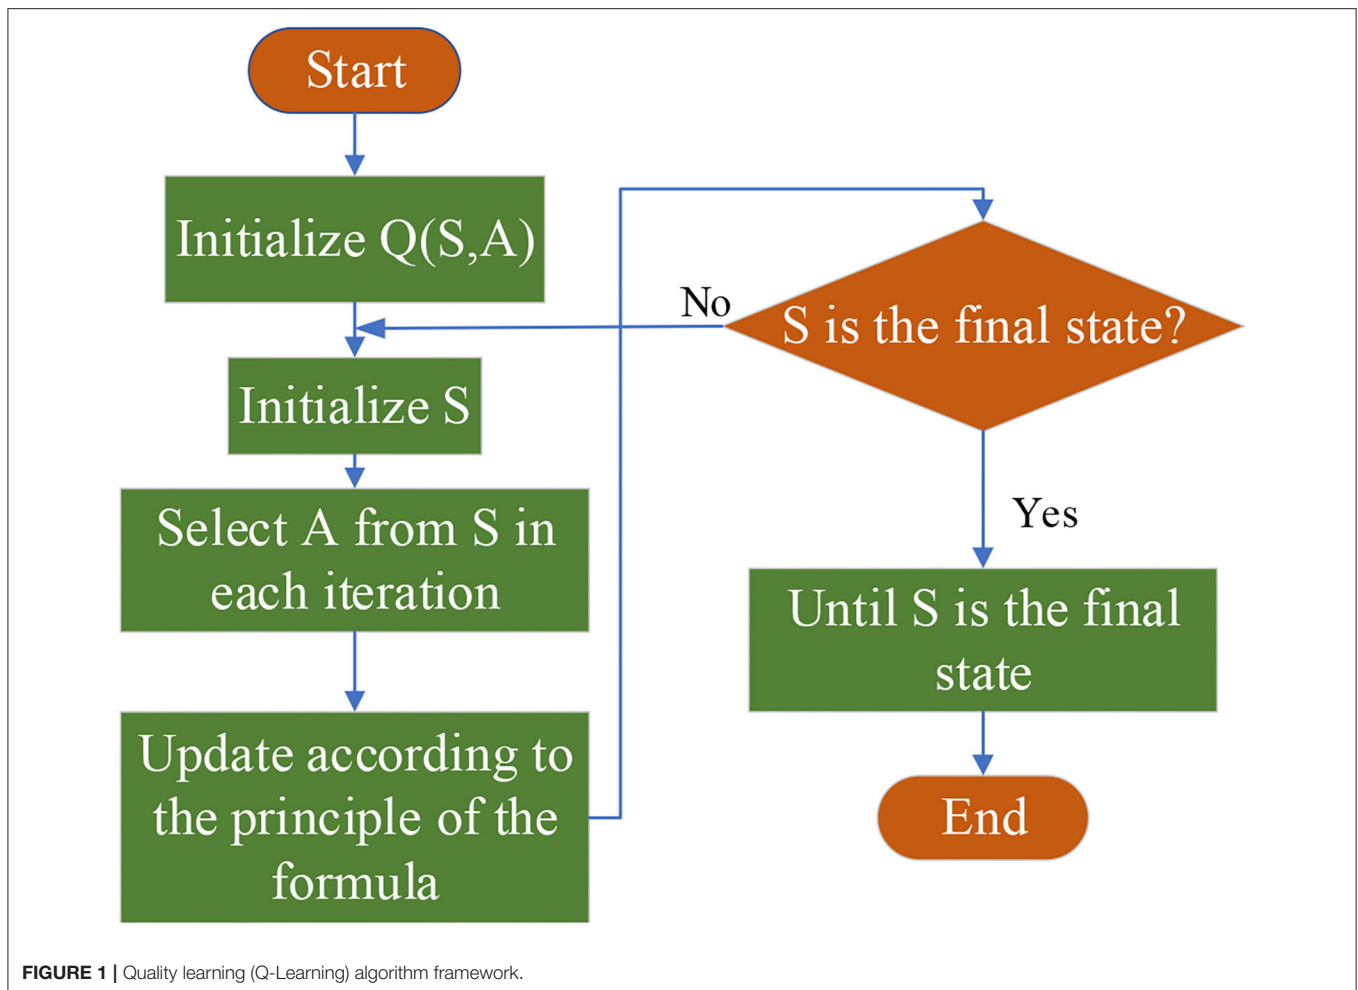 Start
Initialize Q(S,A)
Initialize S
Select A from S in
each iteration
Update according to
the principle of the
formula
No
S is the final state?
Yes
Until S is the final
state
End
FIGURE 1 | Quality learning (Q-Learning) algorithm framework.